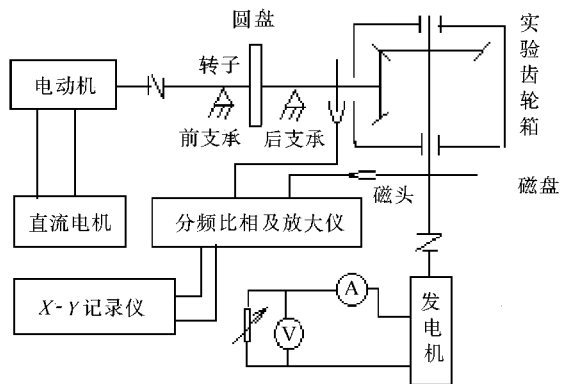 圆盘
转子
电动机
前支承
后支承
实验齿轮箱
磁头
磁盘
直流电机
分频比相及放大仪
X-Y记录仪
A
V
发电机